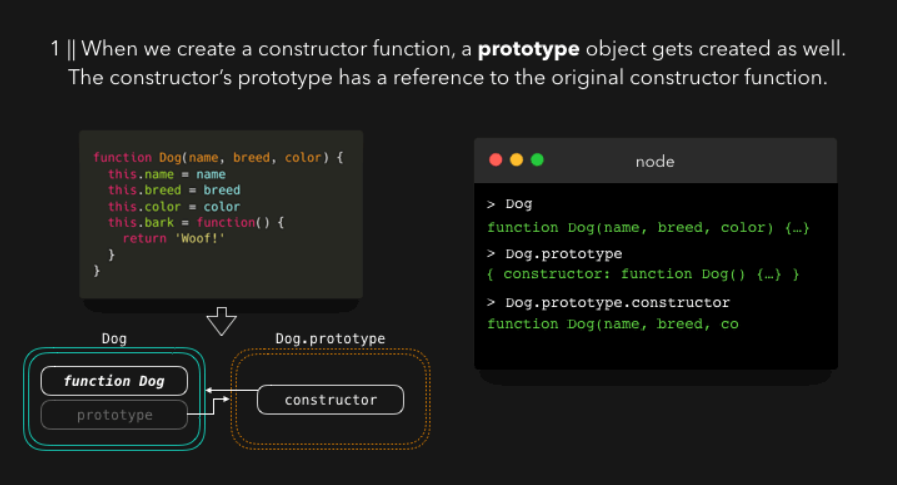 1 || When we create a constructor function, a prototype object gets created as well.
The constructor's prototype has a reference to the original constructor function.
function Dog(name, breed, color) {
  this.name = name
  this.breed = breed
  this.color = color
  this.bark = function() {
    return 'Woof!'
  }
}
Dog
function Dog
prototype
Dog.prototype
constructor
node
> Dog
function Dog(name, breed, color) {…}
> Dog.prototype
{ constructor: function Dog() {…} }
> Dog.prototype.constructor
function Dog(name, breed, co